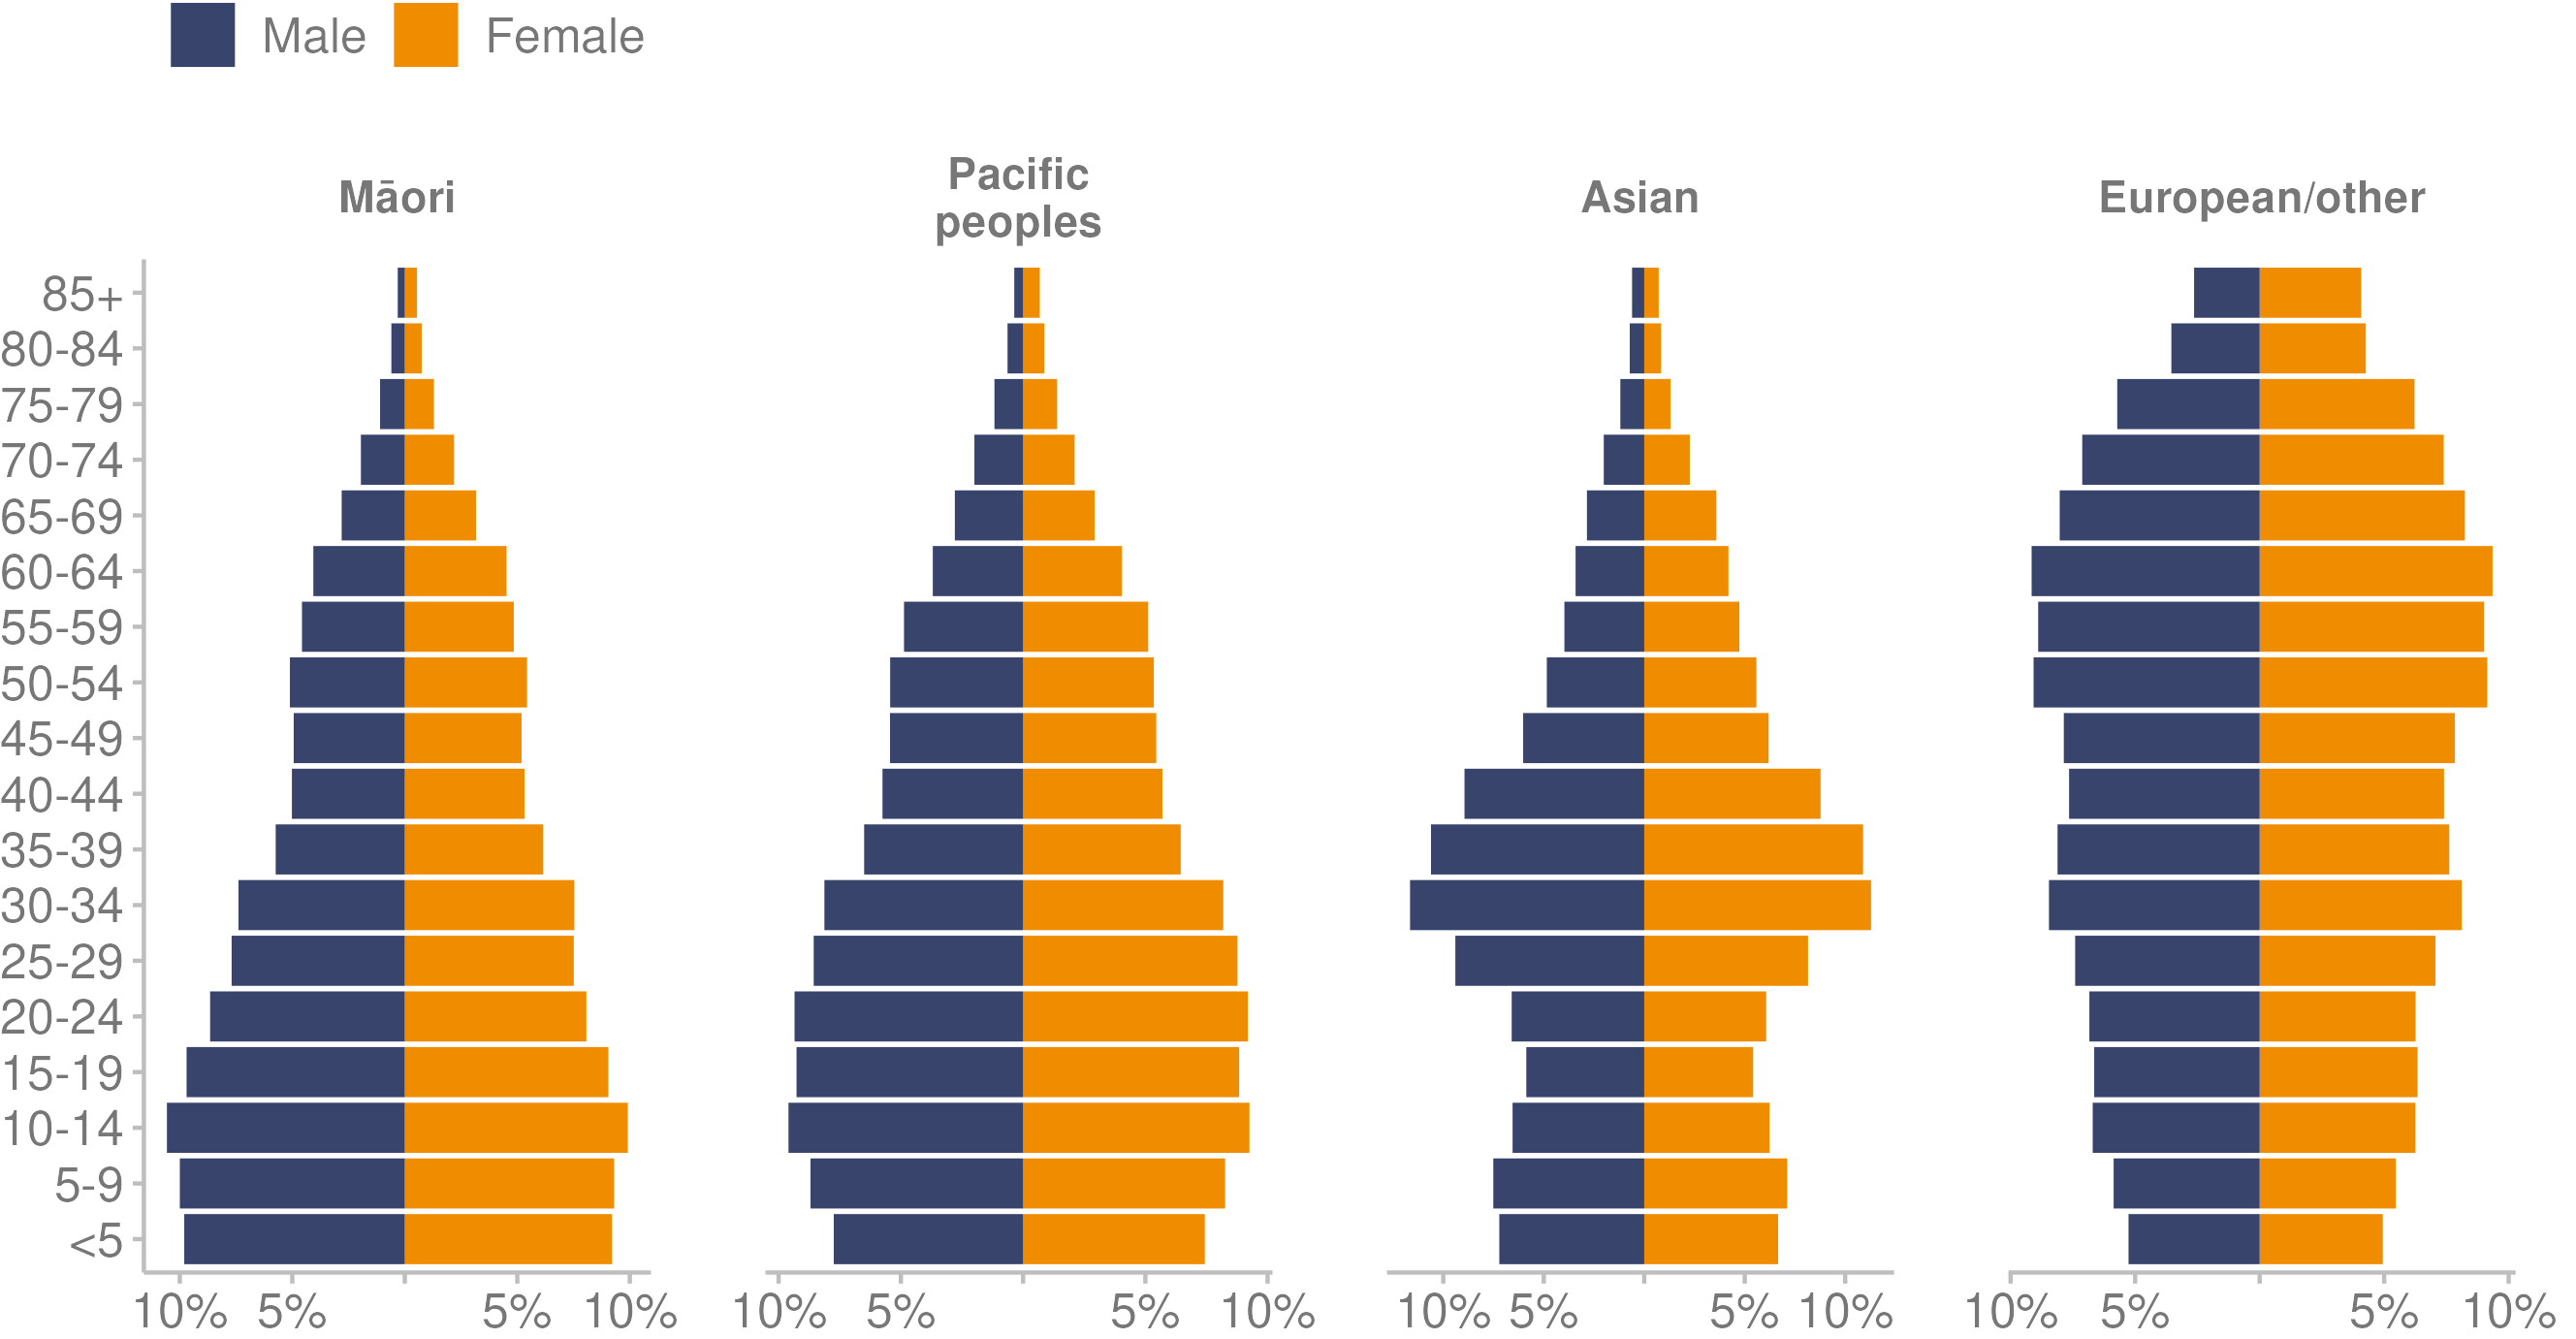 Male Female
Māori
Pacific
peoples
Asian
European/other
85+
80-84
75-79
70-74
65-69
60-64
55-59
50-54
45-49
40-44
35-39
30-34
25-29
20-24
15-19
10-14
5-9
<5
10% 5% 5% 10% 10% 5% 5% 10% 10% 5% 5% 10% 10% 5% 5% 10%